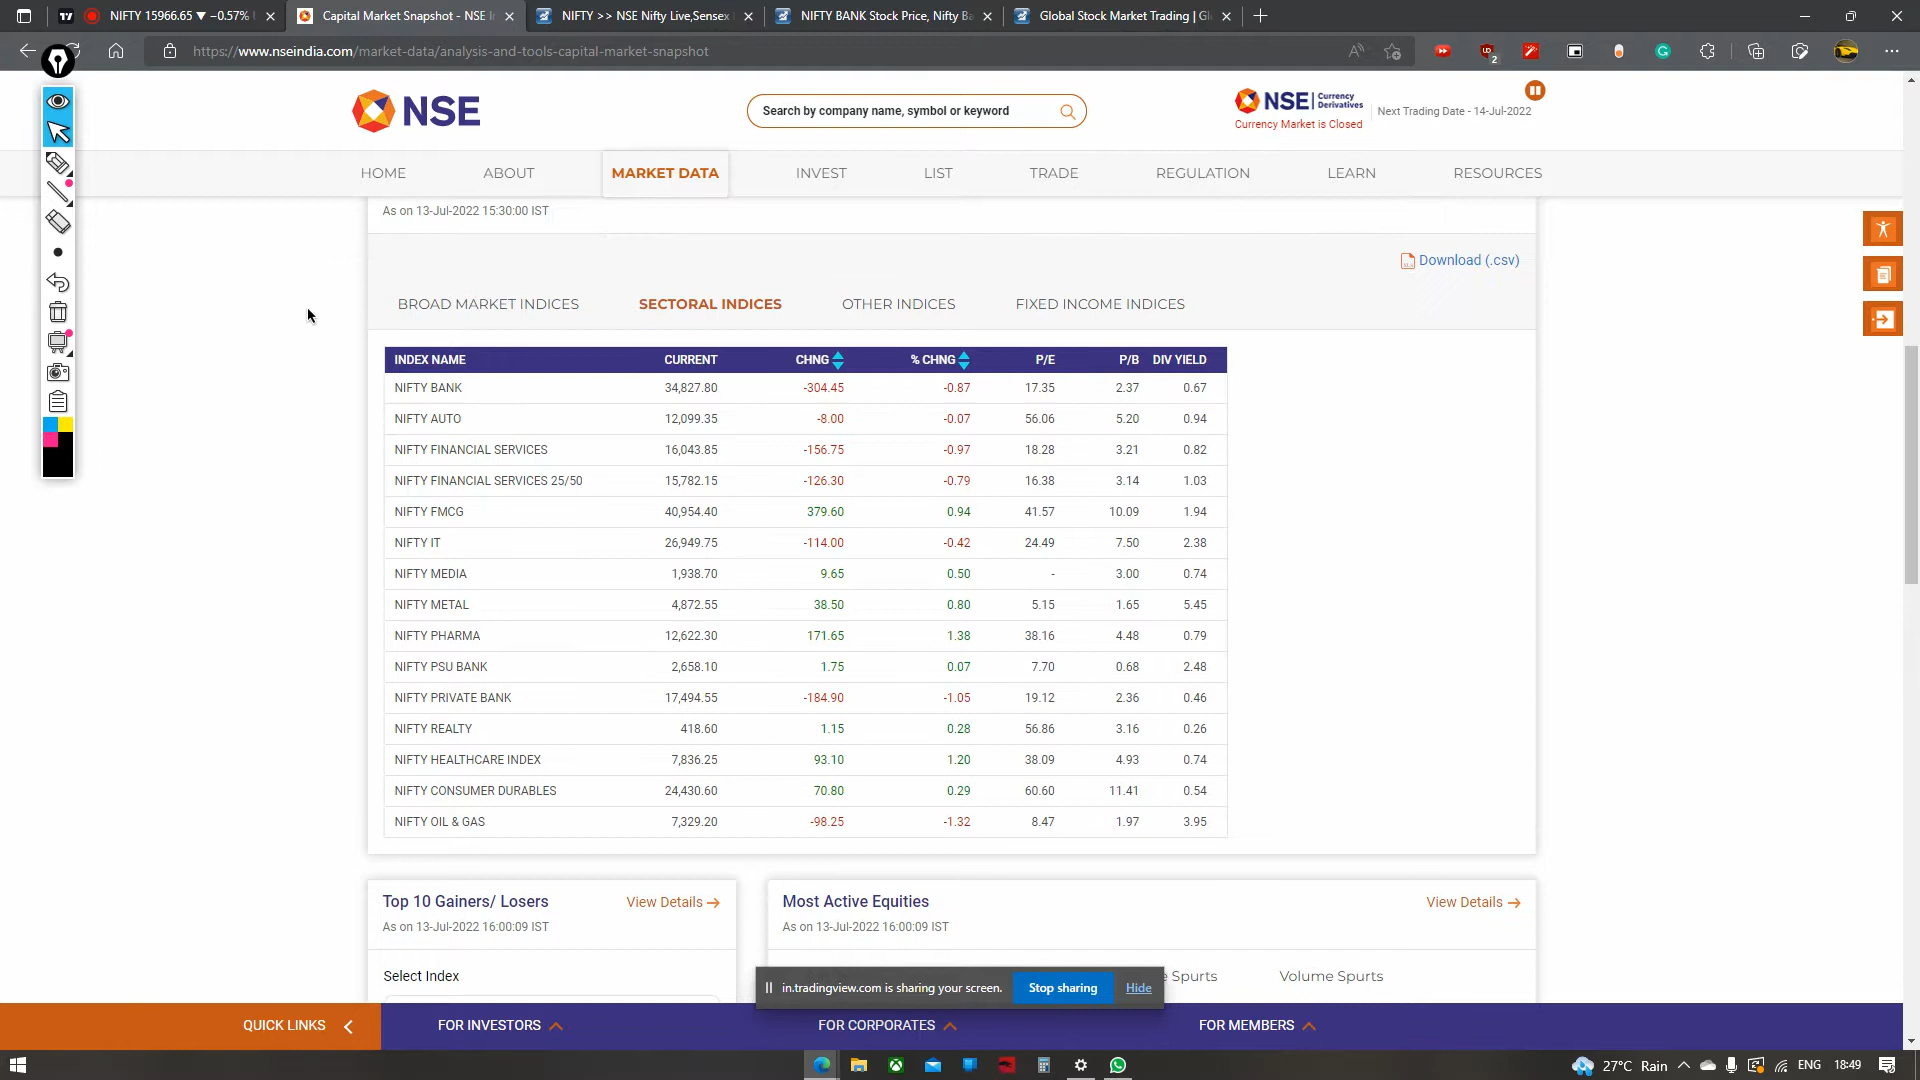 NIFTY 15966.65 ▼ −0.57%
Capital Market Snapshot - NSE I
NIFTY >> NSE Nifty Live,Sensex
NIFTY BANK Stock Price, Nifty Ba
Global Stock Market Trading | Gl
https://www.nseindia.com/market-data/analysis-and-tools-capital-market-snapshot
2
NSE
Search by company name, symbol or keyword
NSE
Currency
Derivatives
Currency Market is Closed
Next Trading Date - 14-Jul-2022
HOME ABOUT MARKET DATA INVEST LIST TRADE REGULATION LEARN RESOURCES
As on 13-Jul-2022 15:30:00 IST
Download (.csv)
BROAD MARKET INDICES SECTORAL INDICES OTHER INDICES FIXED INCOME INDICES
INDEX NAME CURRENT CHNG % CHNG P/E P/B DIV YIELD
NIFTY BANK 34,827.80 -304.45 -0.87 17.35 2.37 0.67
NIFTY AUTO 12,099.35 -8.00 -0.07 56.06 5.20 0.94
NIFTY FINANCIAL SERVICES 16,043.85 -156.75 -0.97 18.28 3.21 0.82
NIFTY FINANCIAL SERVICES 25/50 15,782.15 -126.30 -0.79 16.38 3.14 1.03
NIFTY FMCG 40,954.40 379.60 0.94 41.57 10.09 1.94
NIFTY IT 26,949.75 -114.00 -0.42 24.49 7.50 2.38
NIFTY MEDIA 1,938.70 9.65 0.50 - 3.00 0.74
NIFTY METAL 4,872.55 38.50 0.80 5.15 1.65 5.45
NIFTY PHARMA 12,622.30 171.65 1.38 38.16 4.48 0.79
NIFTY PSU BANK 2,658.10 1.75 0.07 7.70 0.68 2.48
NIFTY PRIVATE BANK 17,494.55 -184.90 -1.05 19.12 2.36 0.46
NIFTY REALTY 418.60 1.15 0.28 56.86 3.16 0.26
NIFTY HEALTHCARE INDEX 7,836.25 93.10 1.20 38.09 4.93 0.74
NIFTY CONSUMER DURABLES 24,430.60 70.80 0.29 60.60 11.41 0.54
NIFTY OIL & GAS 7,329.20 -98.25 -1.32 8.47 1.97 3.95
Top 10 Gainers/ Losers View Details →
As on 13-Jul-2022 16:00:09 IST
Select Index
Most Active Equities View Details →
As on 13-Jul-2022 16:00:09 IST
e Spurts Volume Spurts
in.tradingview.com is sharing your screen. Stop sharing Hide
QUICK LINKS FOR INVESTORS FOR CORPORATES FOR MEMBERS
27°C Rain ENG 18:49